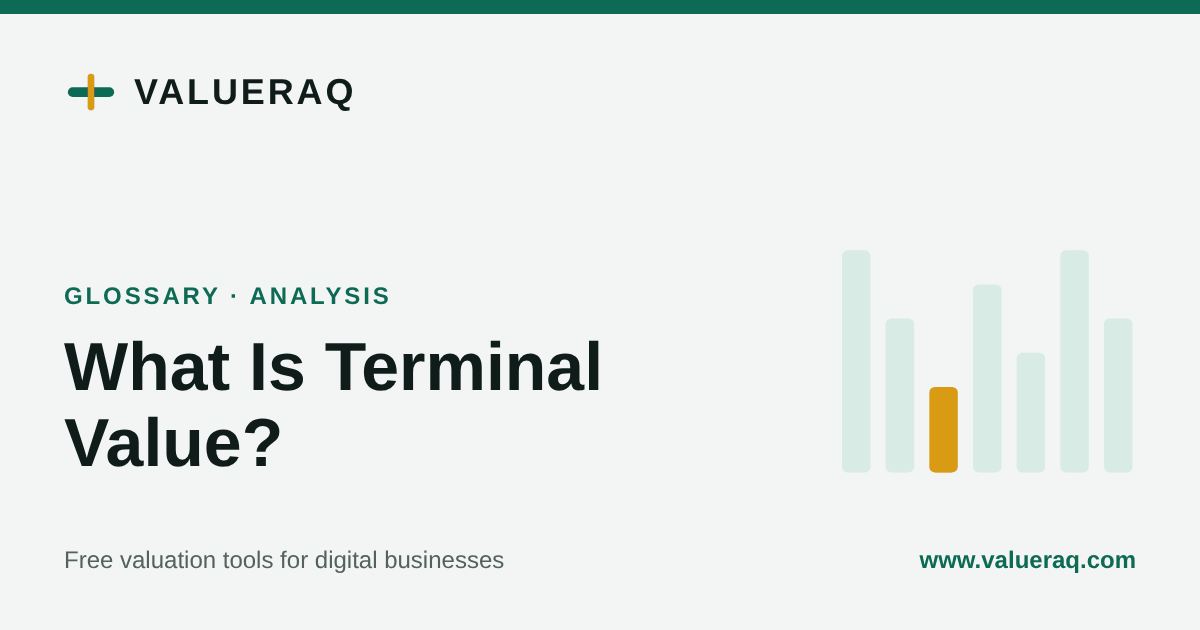 VALUERAQ
GLOSSARY · ANALYSIS
What Is Terminal
Value?
Free valuation tools for digital businesses
www.valueraq.com